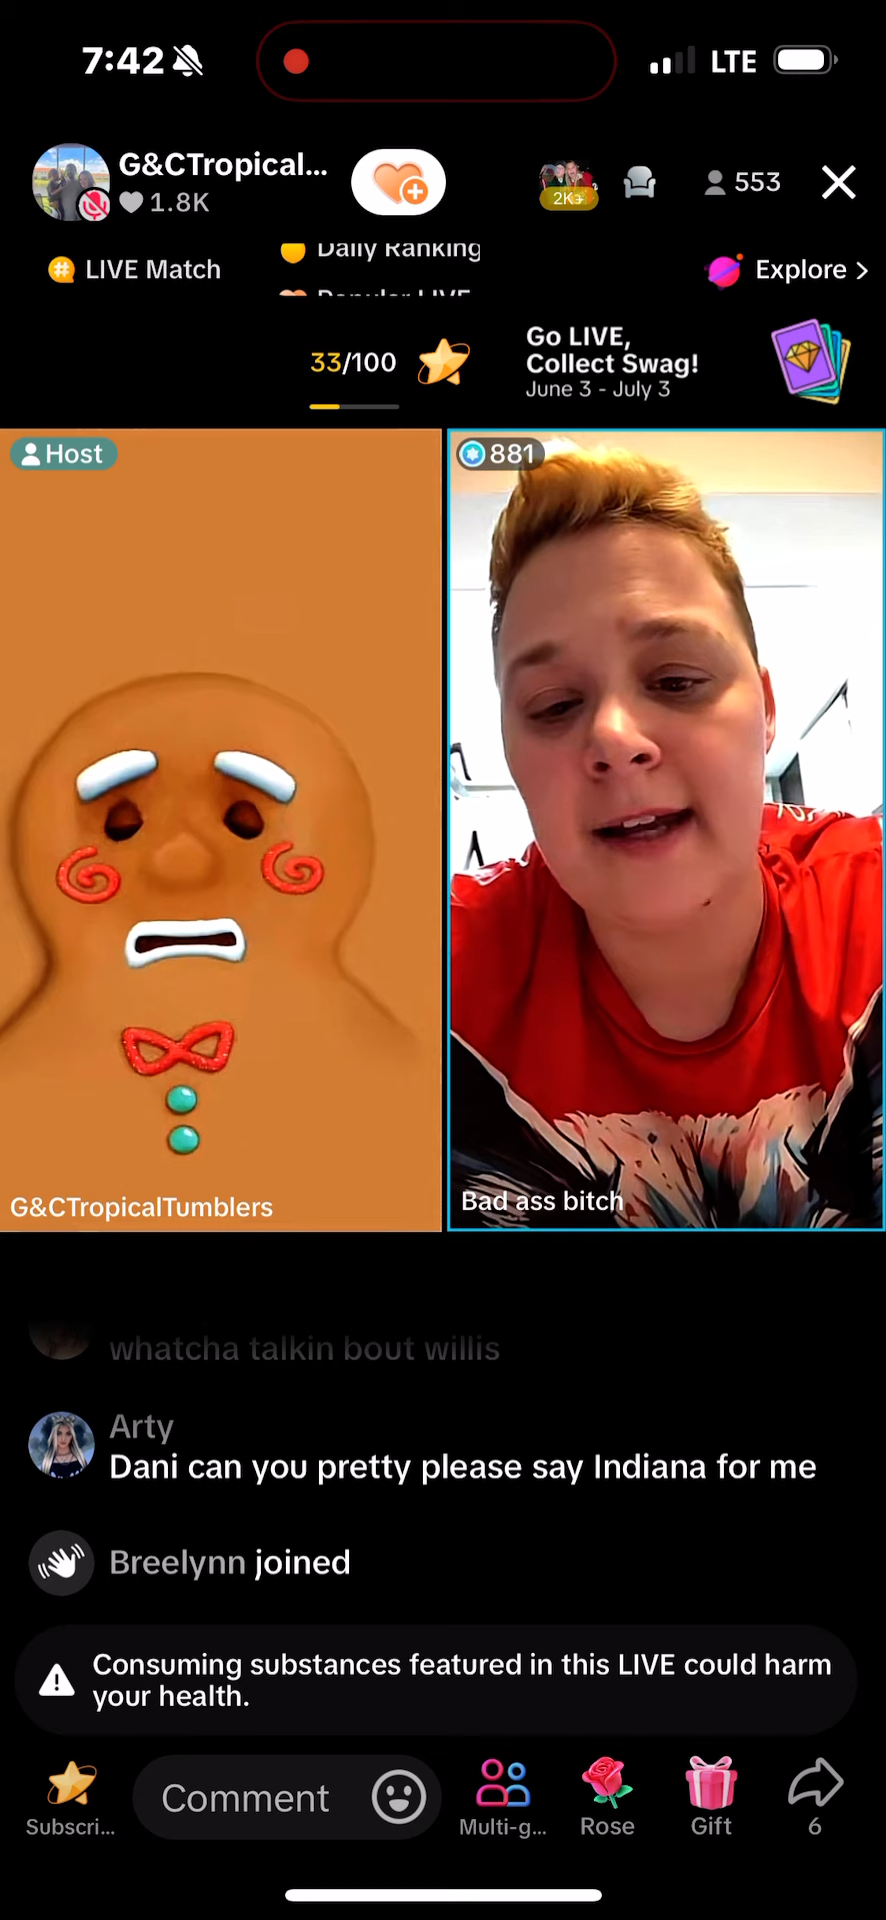 7:42
LTE
G&CTropical...
1.8K
2K+
553
LIVE Match
Daily Ranking
Popular LIVE
Explore >
33/100
Go LIVE,
Collect Swag!
June 3 - July 3
Host
881
G&CTropicalTumblers
Bad ass bitch
whatcha talkin bout willis
Arty
Dani can you pretty please say Indiana for me
Breelynn joined
Consuming substances featured in this LIVE could harm
your health.
Subscri...
Comment
Multi-g...
Rose
Gift
6